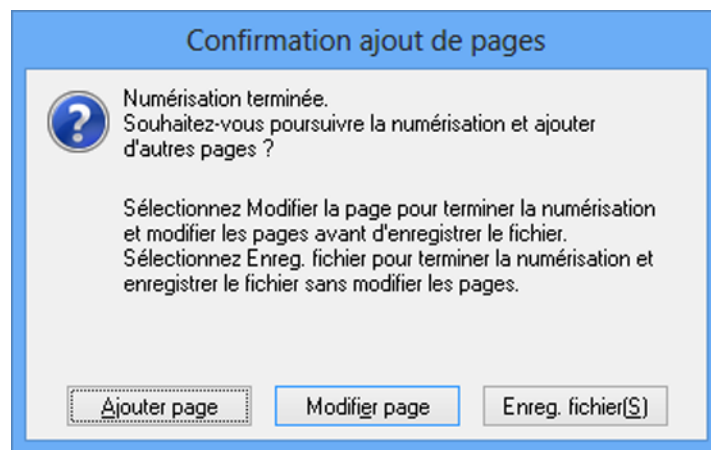 Confirmation ajout de pages
Numérisation terminée.
Souhaitez-vous poursuivre la numérisation et ajouter
d'autres pages ?
Sélectionnez Modifier la page pour terminer la numérisation
et modifier les pages avant d'enregistrer le fichier.
Sélectionnez Enreg. fichier pour terminer la numérisation et
enregistrer le fichier sans modifier les pages.
Ajouter page
Modifier page
Enreg. fichier(S)